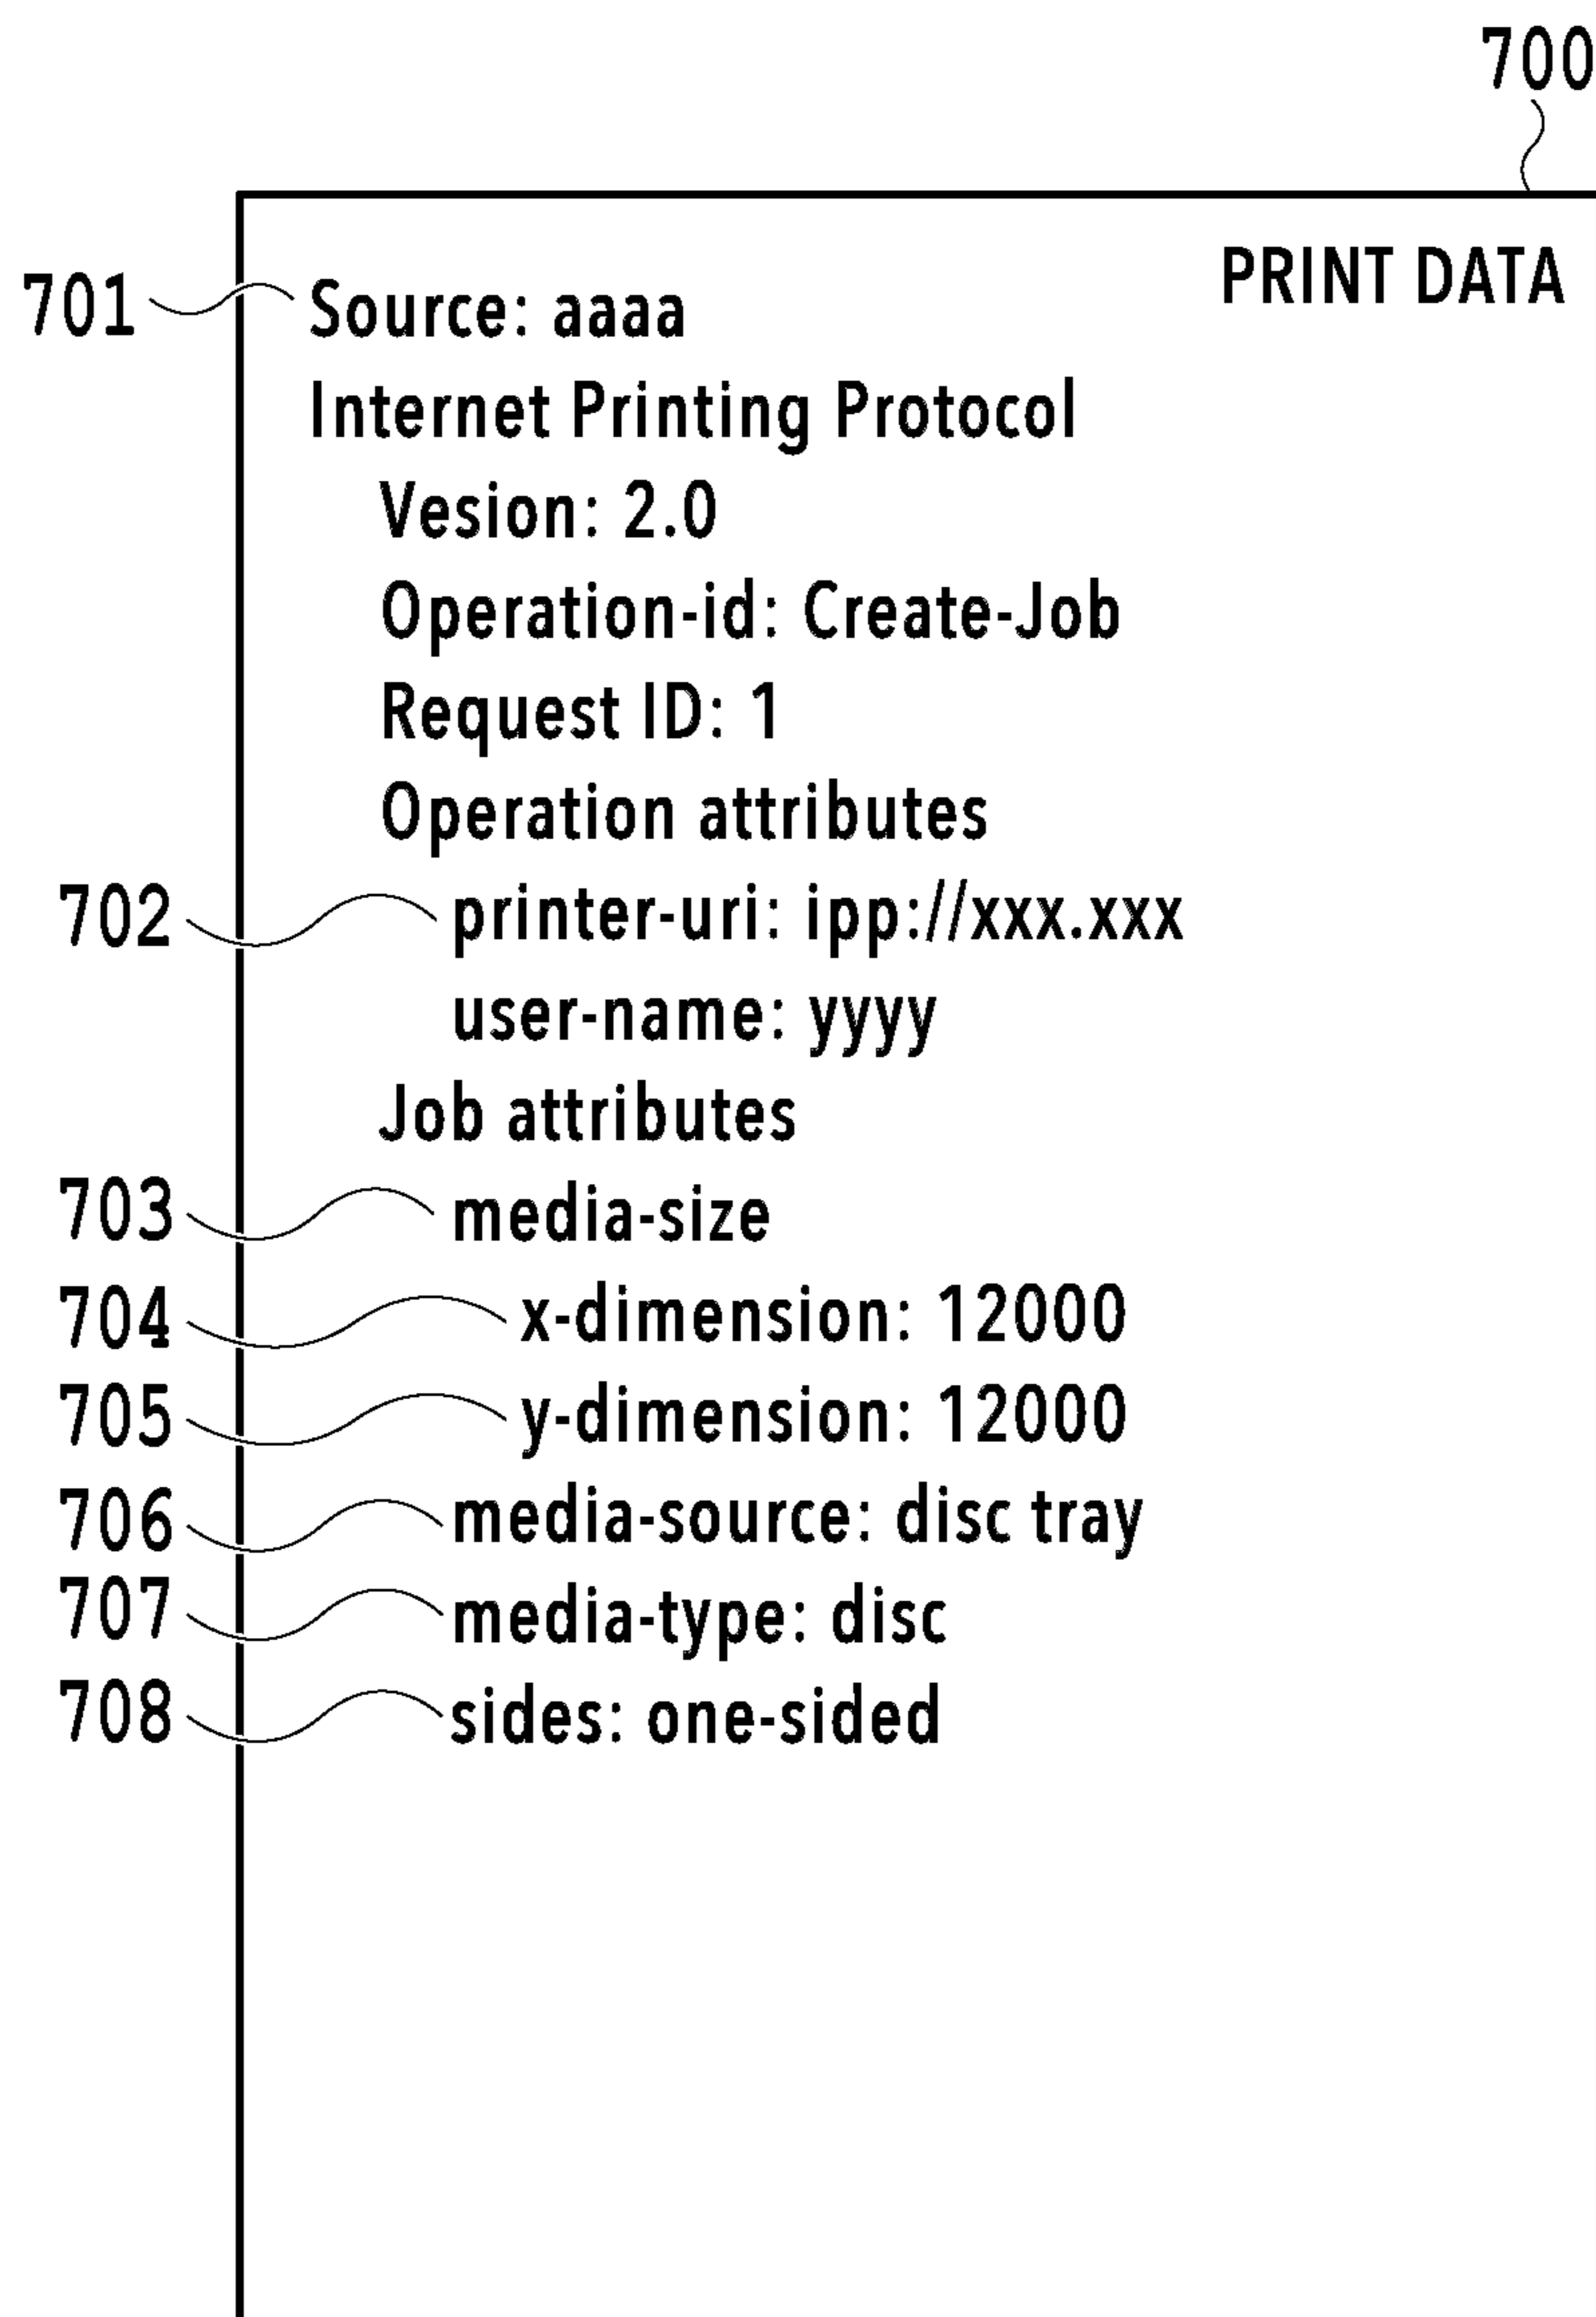 700
PRINT DATA
701 Source: aaaa
Internet Printing Protocol
Vesion: 2.0
Operation-id: Create-Job
Request ID: 1
Operation attributes
702 printer-uri: ipp://xxx.xxx
user-name: yyyy
Job attributes
703 media-size
704 x-dimension: 12000
705 y-dimension: 12000
706 media-source: disc tray
707 media-type: disc
708 sides: one-sided